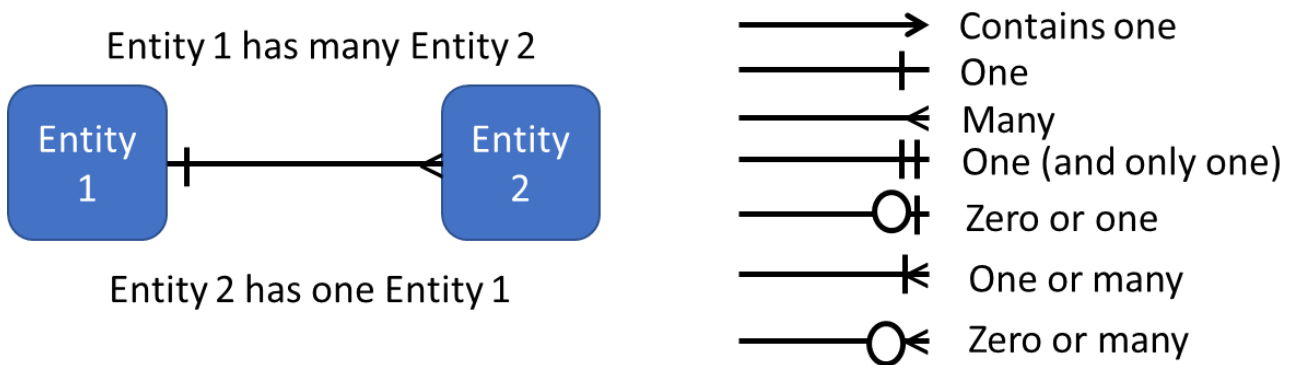 Entity 1 has many Entity 2
Entity
1
Entity
2
Entity 2 has one Entity 1
Contains one
One
Many
One (and only one)
Zero or one
One or many
Zero or many